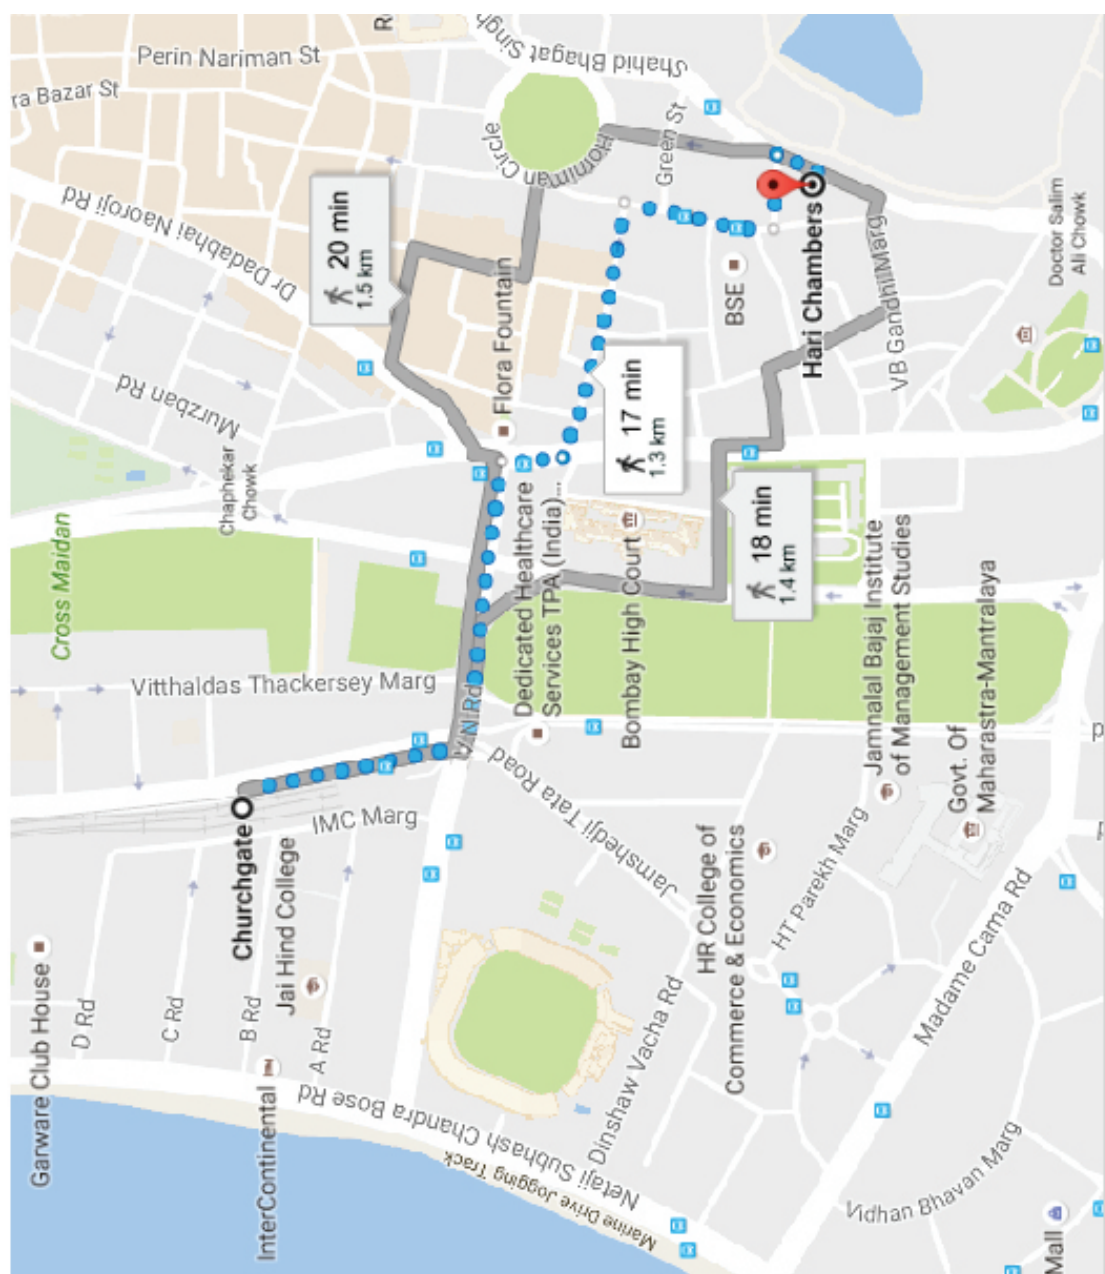 Garware Club House
D Rd
C Rd
B Rd
A Rd
InterContinental
Jai Hind College
Churchgate
IMC Marg
Netaji Subhash Chandra Bose Rd
Marine Drive Jogging Track
Cross Maidan
Vitthaldas Thackersey Marg
V N Rd
Jamshedji Tata Road
Dinshaw Vacha Rd
HR College of
Commerce & Economics
HT Parekh Marg
Madame Cama Rd
Vidhan Bhavan Marg
Mall
Govt. Of
Maharastra-Mantralaya
Jamnalal Bajaj Institute
of Management Studies
Bombay High Court
Dedicated Healthcare
Services TPA (India)...
Chaphekar
Chowk
Murzban Rd
Dr Dadabhai Naoroji Rd
ra Bazar St
Perin Nariman St
Shahid Bhagat Singh
Horniman Circle
Green St
Flora Fountain
20 min
1.5 km
17 min
1.3 km
18 min
1.4 km
BSE
Hari Chambers
VB Gandhi Marg
Marg
Doctor Salim
Ali Chowk